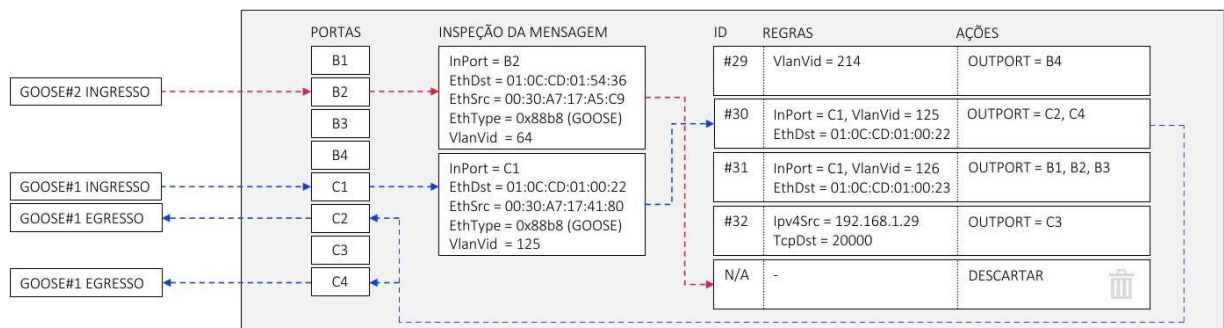 PORTAS
INSPEÇÃO DA MENSAGEM
ID REGRAS AÇÕES
GOOSE#2 INGRESSO
GOOSE#1 INGRESSO
GOOSE#1 EGRESSO
GOOSE#1 EGRESSO
B1
B2
B3
B4
C1
C2
C3
C4
InPort = B2
EthDst = 01:0C:CD:01:54:36
EthSrc = 00:30:A7:17:A5:C9
EthType = 0x88b8 (GOOSE)
VlanVid = 64
InPort = C1
EthDst = 01:0C:CD:01:00:22
EthSrc = 00:30:A7:17:41:80
EthType = 0x88b8 (GOOSE)
VlanVid = 125
#29 VlanVid = 214 OUTPORT = B4
#30 InPort = C1, VlanVid = 125 OUTPORT = C2, C4
EthDst = 01:0C:CD:01:00:22
#31 InPort = C1, VlanVid = 126 OUTPORT = B1, B2, B3
EthDst = 01:0C:CD:01:00:23
#32 Ipv4Src = 192.168.1.29 OUTPORT = C3
TcpDst = 20000
N/A - DESCARTAR